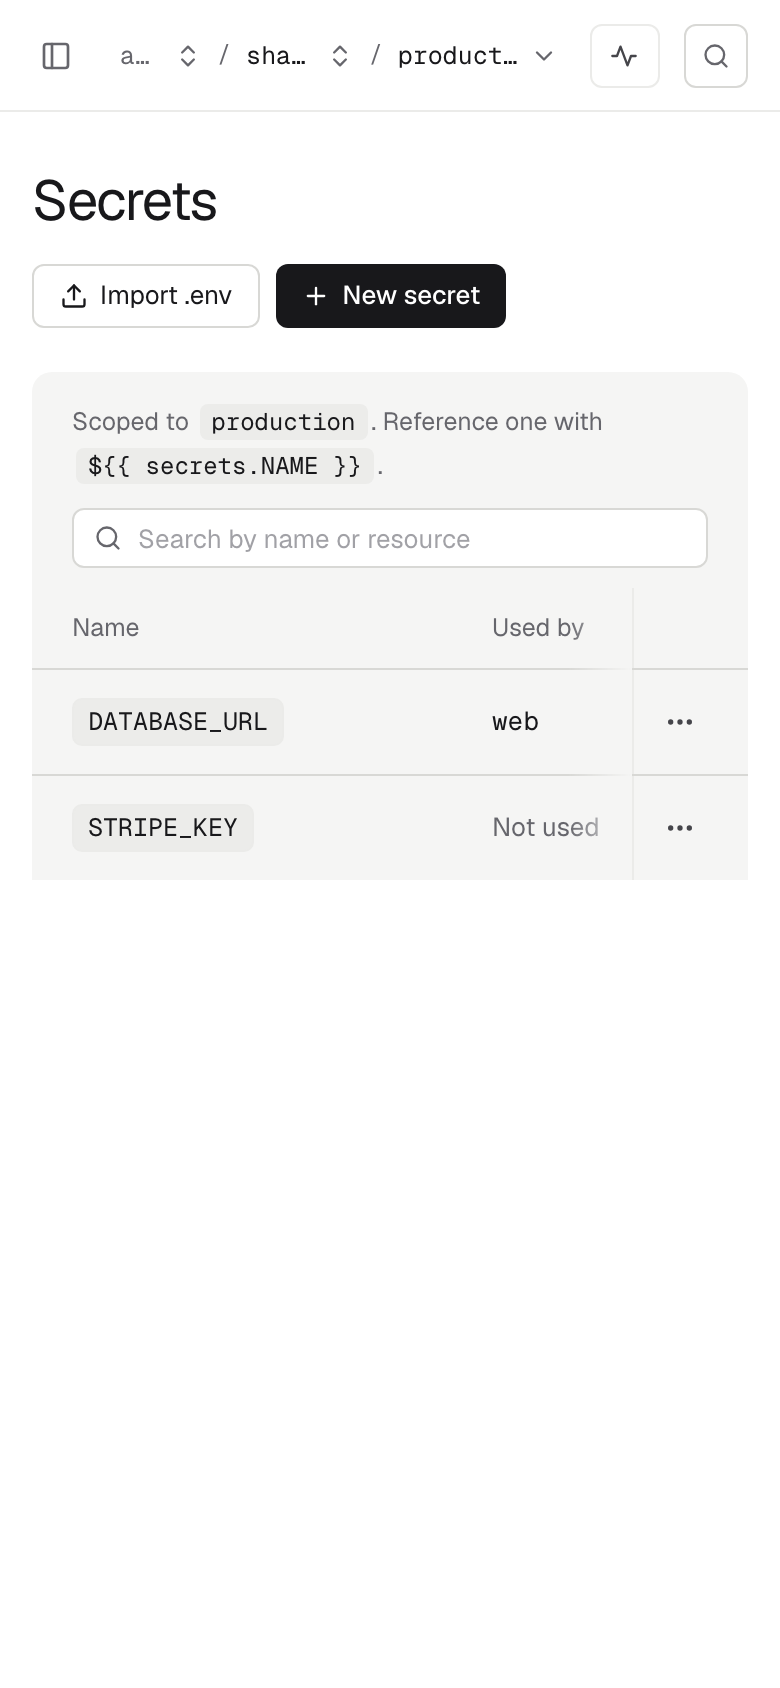 a… / sha… / product…
Secrets
Import .env
New secret
Scoped to production. Reference one with
${{ secrets.NAME }}.
Search by name or resource
Name Used by
DATABASE_URL web
STRIPE_KEY Not used